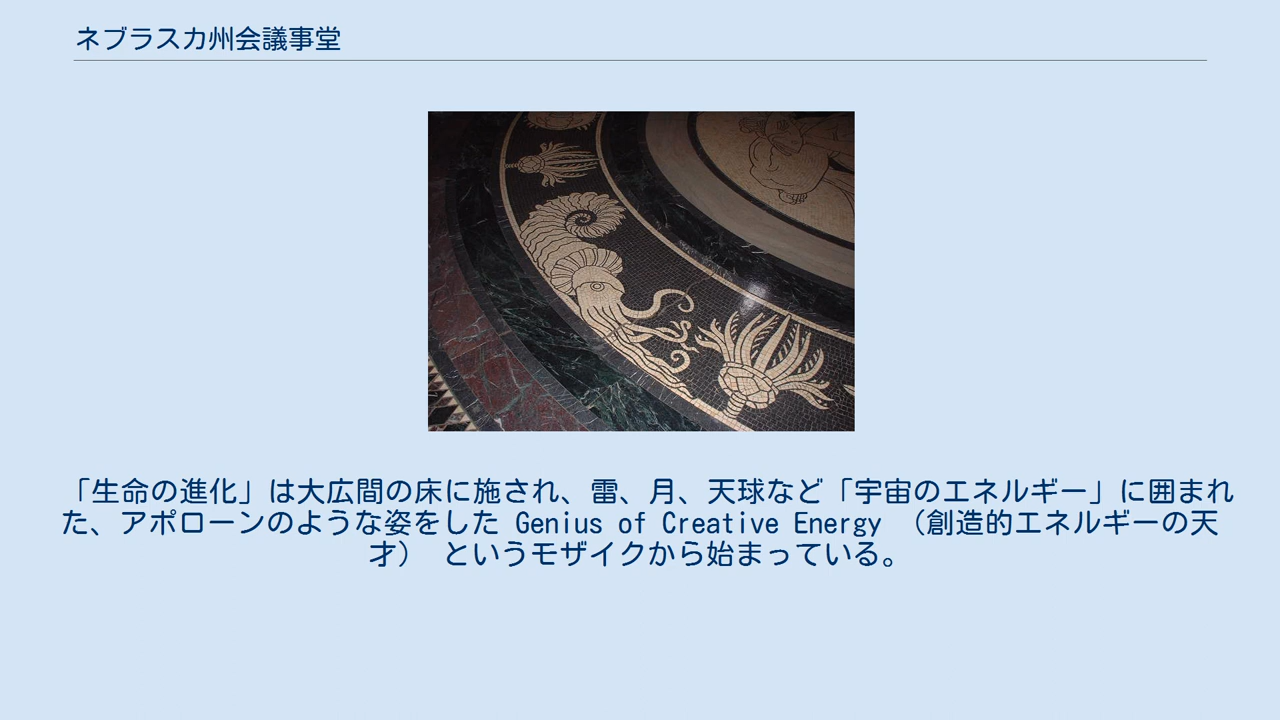 ネブラスカ州会議事堂
「生命の進化」は大広間の床に施され、雷、月、天球など「宇宙のエネルギー」に囲まれ
た、アポローンのような姿をした Genius of Creative Energy （創造的エネルギーの天
才） というモザイクから始まっている。